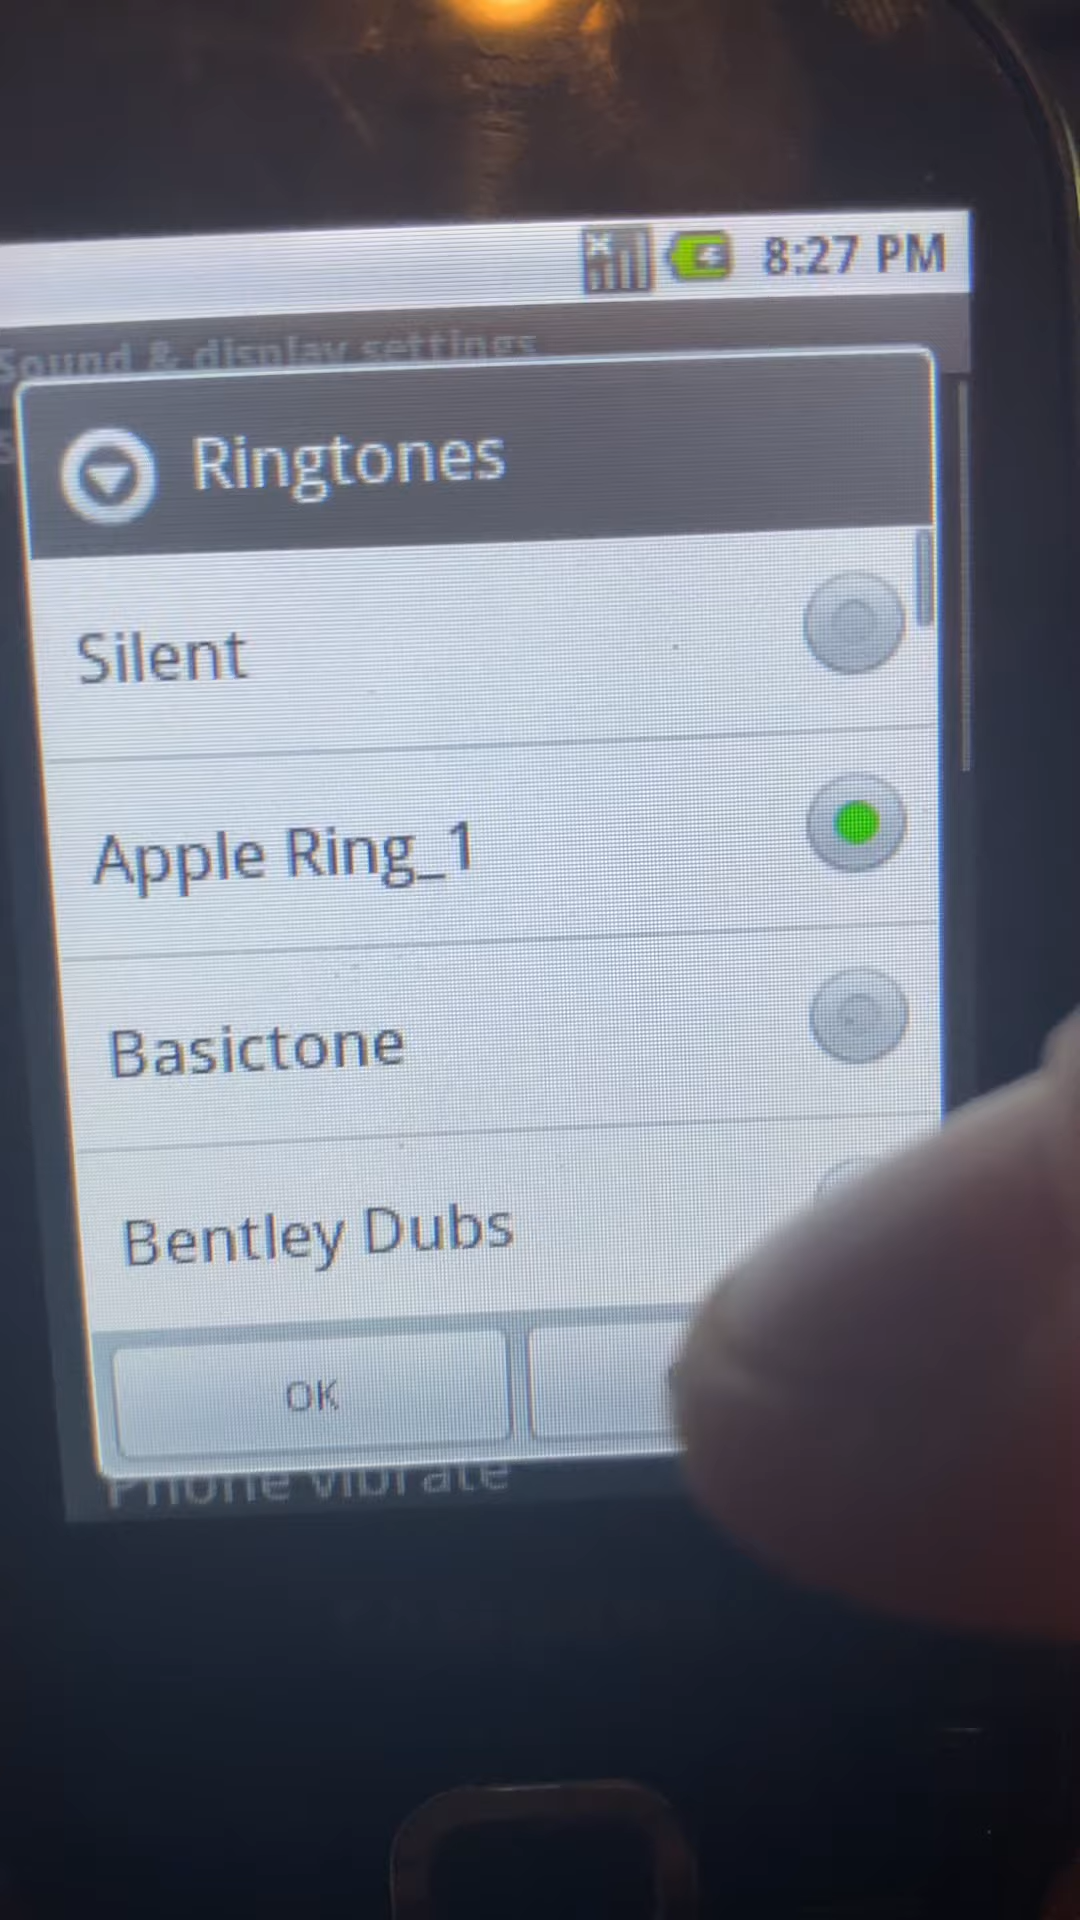 8:27 PM
Sound & display settings
Ringtones
Silent
Apple Ring_1
Basictone
Bentley Dubs
OK
Phone vibrate